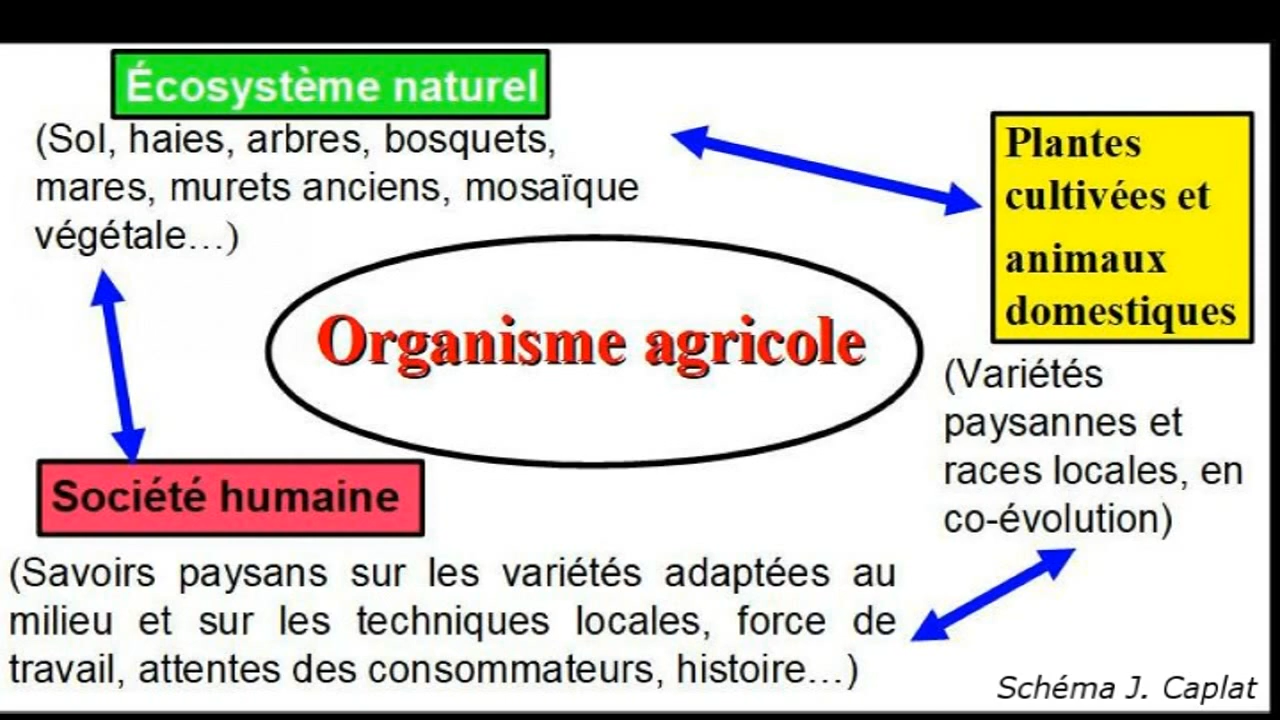 Écosystème naturel
(Sol, haies, arbres, bosquets,
mares, murets anciens, mosaïque
végétale...)
Plantes
cultivées et
animaux
domestiques
(Variétés
paysannes et
races locales, en
co-évolution)
Organisme agricole
Société humaine
(Savoirs paysans sur les variétés adaptées au
milieu et sur les techniques locales, force de
travail, attentes des consommateurs, histoire...)
Schéma J. Caplat